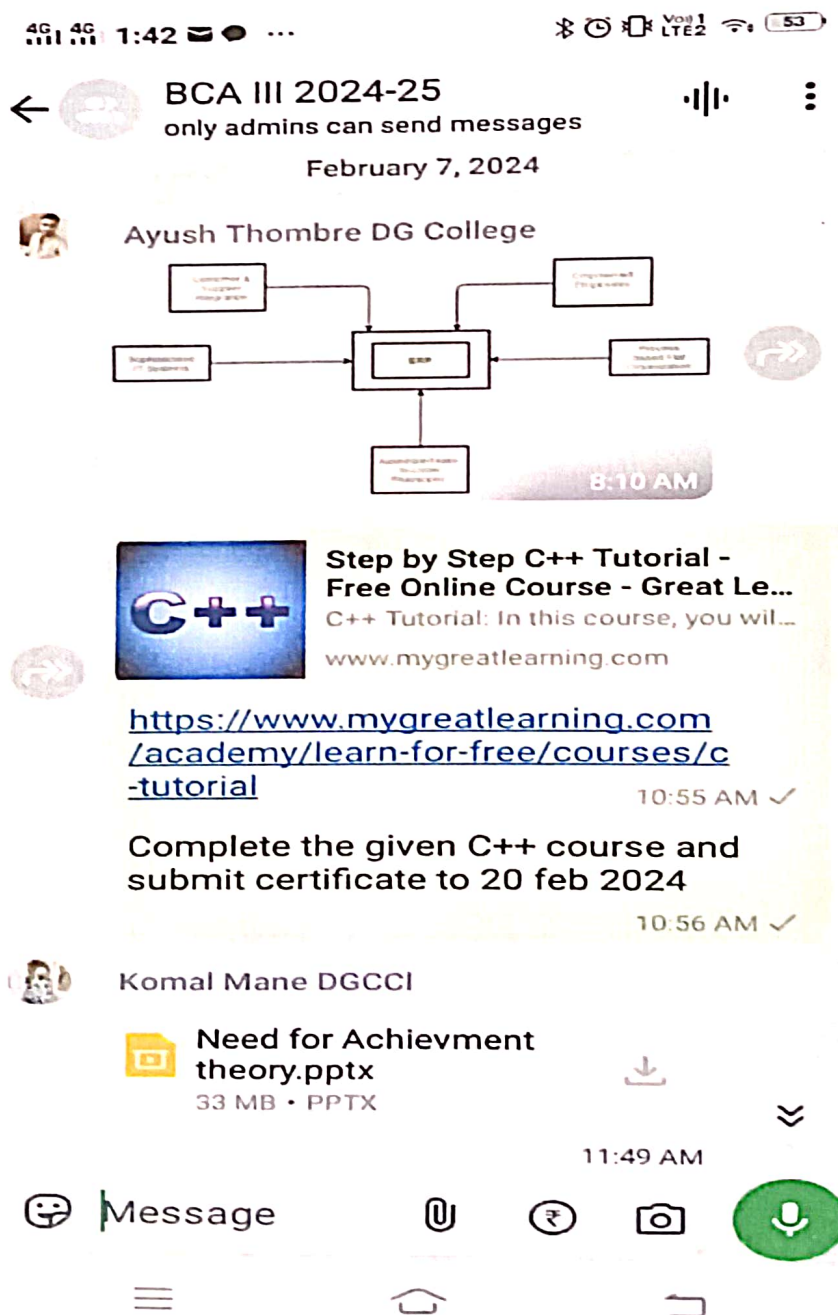 4G 4G 1:42 ...
Vo)) 1
LTE2
53
BCA III 2024-25
only admins can send messages
February 7, 2024
Ayush Thombre DG College
ERP
8:10 AM
C++
Step by Step C++ Tutorial -
Free Online Course - Great Le...
C++ Tutorial: In this course, you wil...
www.mygreatlearning.com
https://www.mygreatlearning.com
/academy/learn-for-free/courses/c
-tutorial
10:55 AM
Complete the given C++ course and
submit certificate to 20 feb 2024
10:56 AM
Komal Mane DGCCI
Need for Achievment
theory.pptx
33 MB • PPTX
11:49 AM
Message
₹